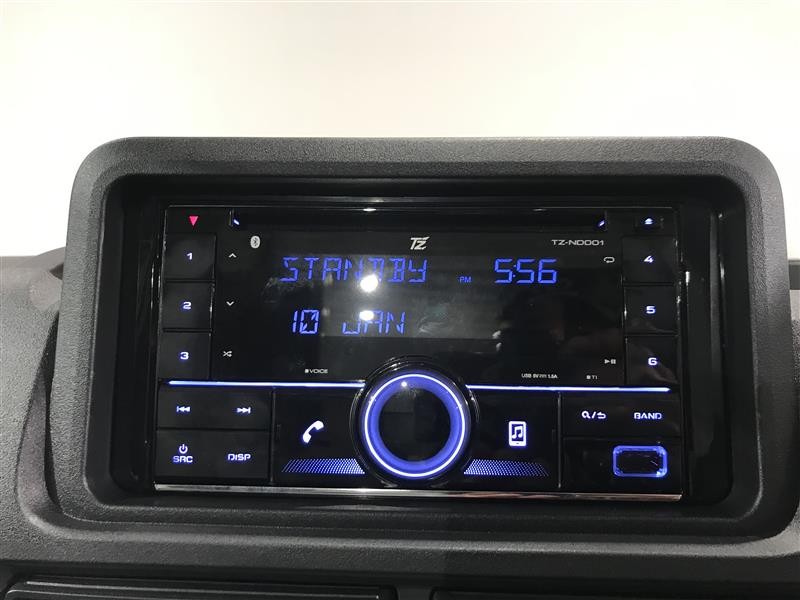 TZ
TZ-ND001
1
4
STANDBY PM 5:56
2
5
10 JAN
3
6
VOICE
USB 5V 1.5A
TI
BAND
SRC
DISP